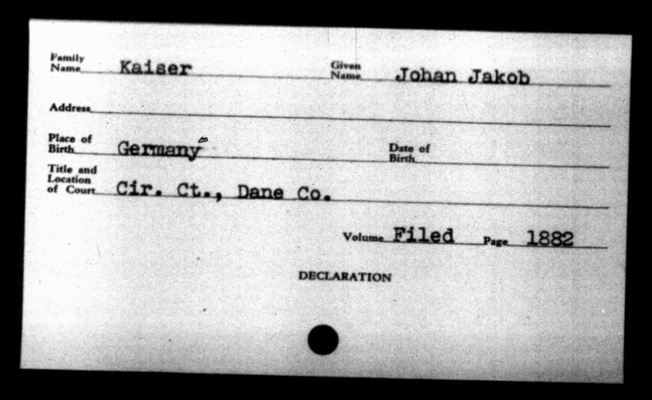 Family Name Kaiser Given Name Johan Jakob
Address
Place of Birth Germany Date of Birth
Title and Location of Court Cir. Ct., Dane Co.
Volume Filed Page 1882
DECLARATION